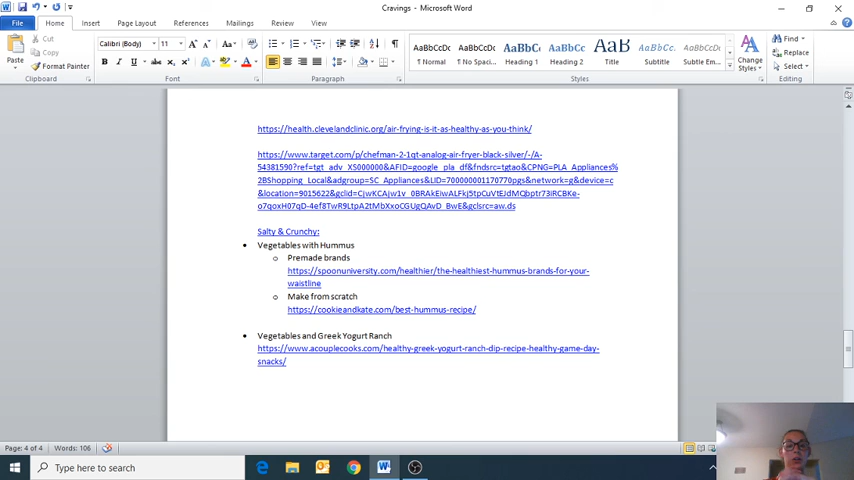 Cravings - Microsoft Word
File Home Insert Page Layout References Mailings Review View
Cut
Copy
Paste Format Painter
Clipboard
Calibri (Body) 11
Font
Paragraph
AaBbCcDc AaBbCcDc AaBbCc AaBbCc AaB AaBbCc. AaBbCcDc
¶ Normal ¶ No Spaci... Heading 1 Heading 2 Title Subtitle Subtle Em...
Change Styles
Styles
Find
Replace
Select
Editing
https://health.clevelandclinic.org/air-frying-is-it-as-healthy-as-you-think/
https://www.target.com/p/chefman-2-1qt-analog-air-fryer-black-silver/-/A-
54381590?ref=tgt_adv_XS000000&AFID=google_pla_df&fndsrc=tgtao&CPNG=PLA_Appliances%
2BShopping_Local&adgroup=SC_Appliances&LID=700000001170770pgs&network=g&device=c
&location=9015622&gclid=CjwKCAjw1v_0BRAkEiwALFkj5tpCuVtEJdMCbptr73iRCBKe-
o7qoxH07qD-4ef8TwR9LtpA2tMbXxoCGUgQAvD_BwE&gclsrc=aw.ds
Salty & Crunchy:
• Vegetables with Hummus
o Premade brands
https://spoonuniversity.com/healthier/the-healthiest-hummus-brands-for-your-
waistline
o Make from scratch
https://cookieandkate.com/best-hummus-recipe/
• Vegetables and Greek Yogurt Ranch
https://www.acouplecooks.com/healthy-greek-yogurt-ranch-dip-recipe-healthy-game-day-
snacks/
Page: 4 of 4 Words: 106
Type here to search